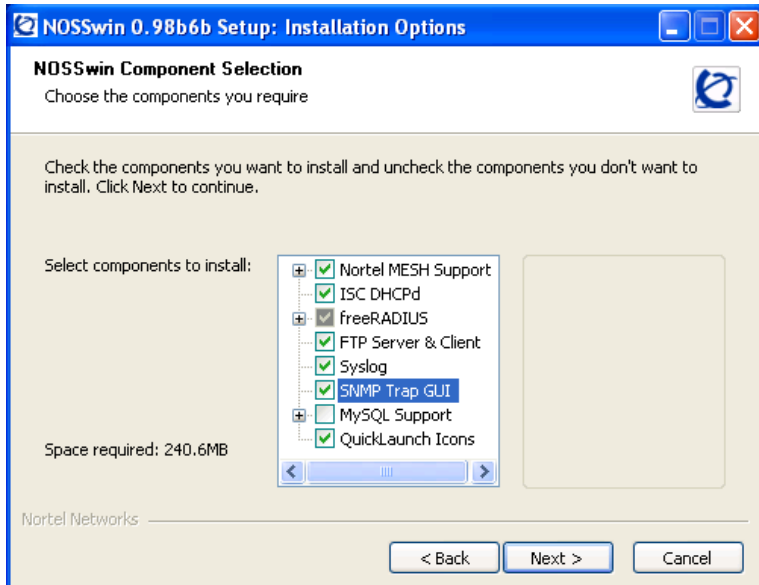 NOSSwin 0.98b6b Setup: Installation Options
NOSSwin Component Selection
Choose the components you require
Check the components you want to install and uncheck the components you don't want to
install. Click Next to continue.
Select components to install:
Nortel MESH Support
ISC DHCPd
freeRADIUS
FTP Server & Client
Syslog
SNMP Trap GUI
MySQL Support
QuickLaunch Icons
Space required: 240.6MB
Nortel Networks
< Back
Next >
Cancel